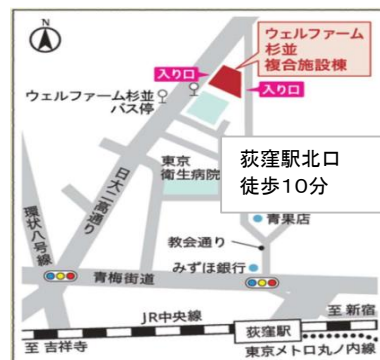 N
ウェルファーム
杉並
複合施設棟
入り口
入り口
ウェルファーム杉並
バス停
日大二高通り
東京
衛生病院
荻窪駅北口
徒歩10分
環状八号線
青果店
教会通り
みずほ銀行
青梅街道
JR中央線
至 新宿
荻窪駅
至 吉祥寺
東京メトロ丸ノ内線